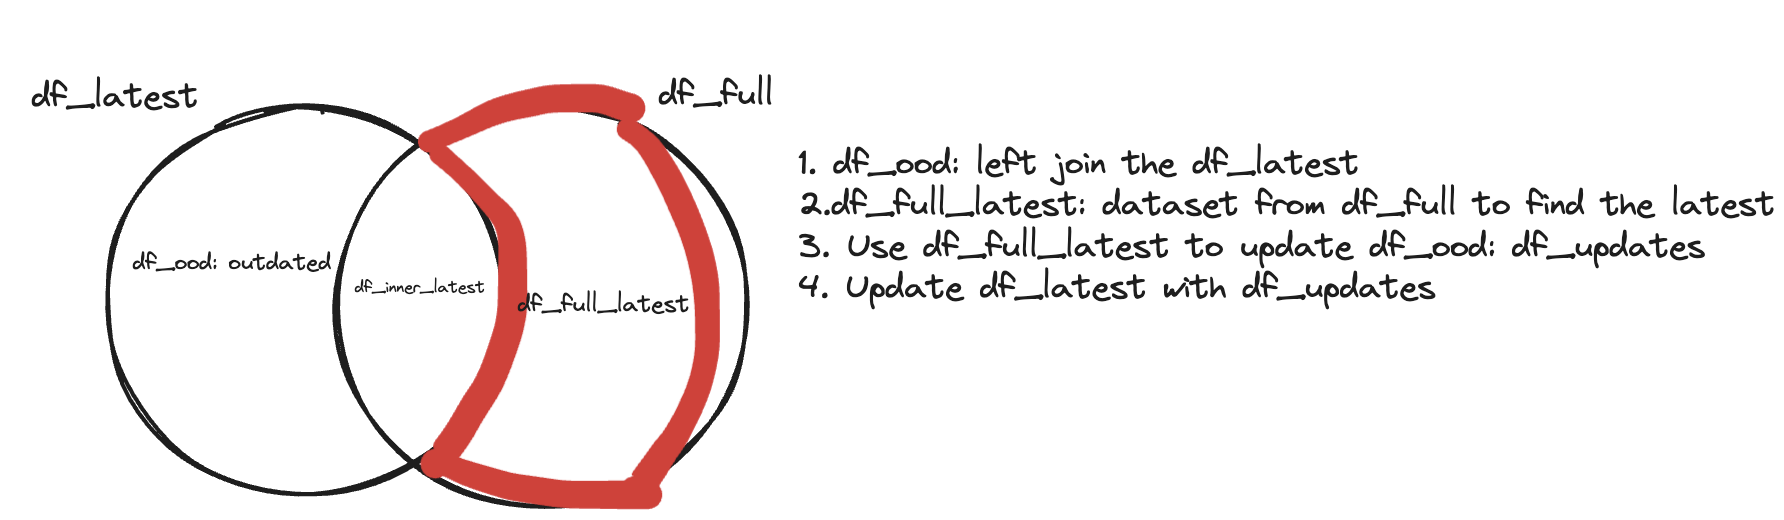 df_latest
df_full
1. df_ood: left join the df_latest
2.df_full_latest: dataset from df_full to find the latest
3. Use df_full_latest to update df_ood: df_updates
4. Update df_latest with df_updates
df_ood: outdated
df_inner_latest
df_full_latest